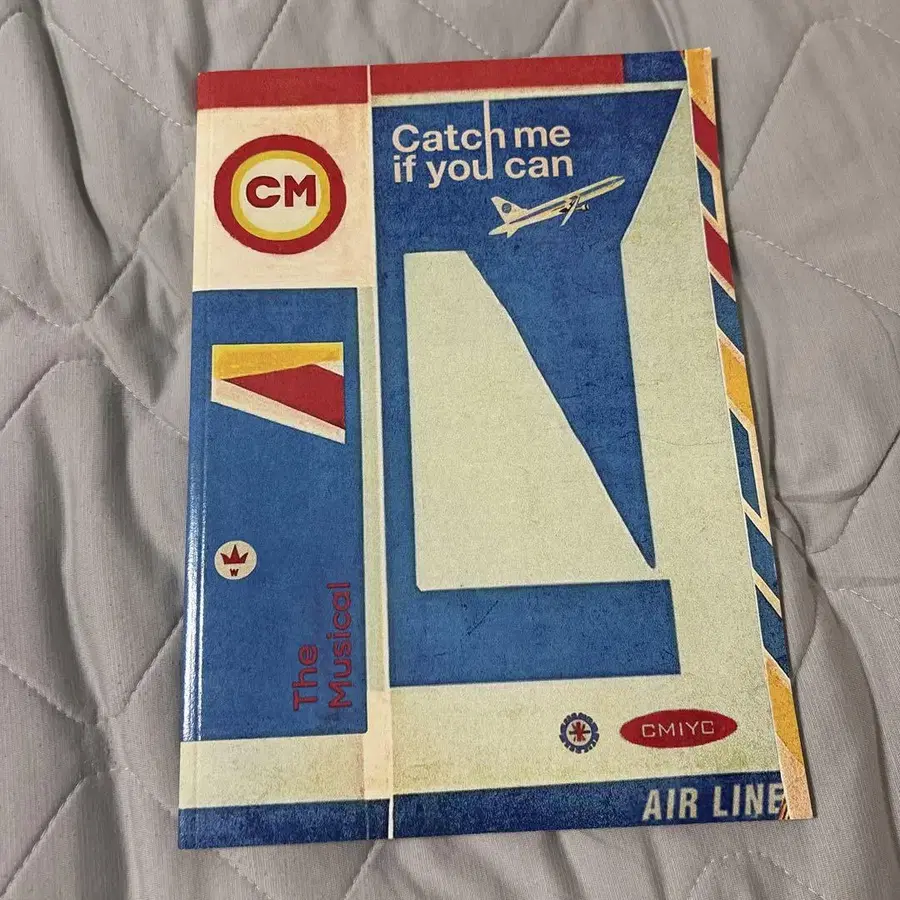 CM
Catch me
if you can
W
The
Musical
CMIYC
AIR LINE